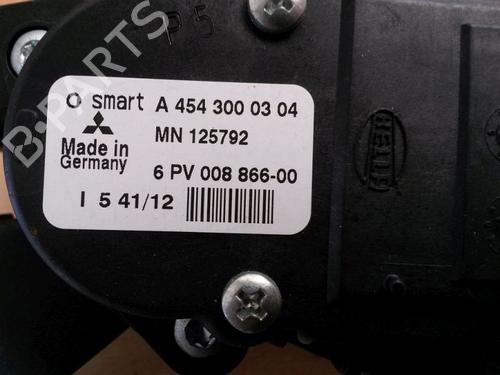 P 5
B-PARTS
smart A 454 300 03 04
MN 125792
Made in
Germany
6 PV 008 866-00
I 5 41/12
HELLA